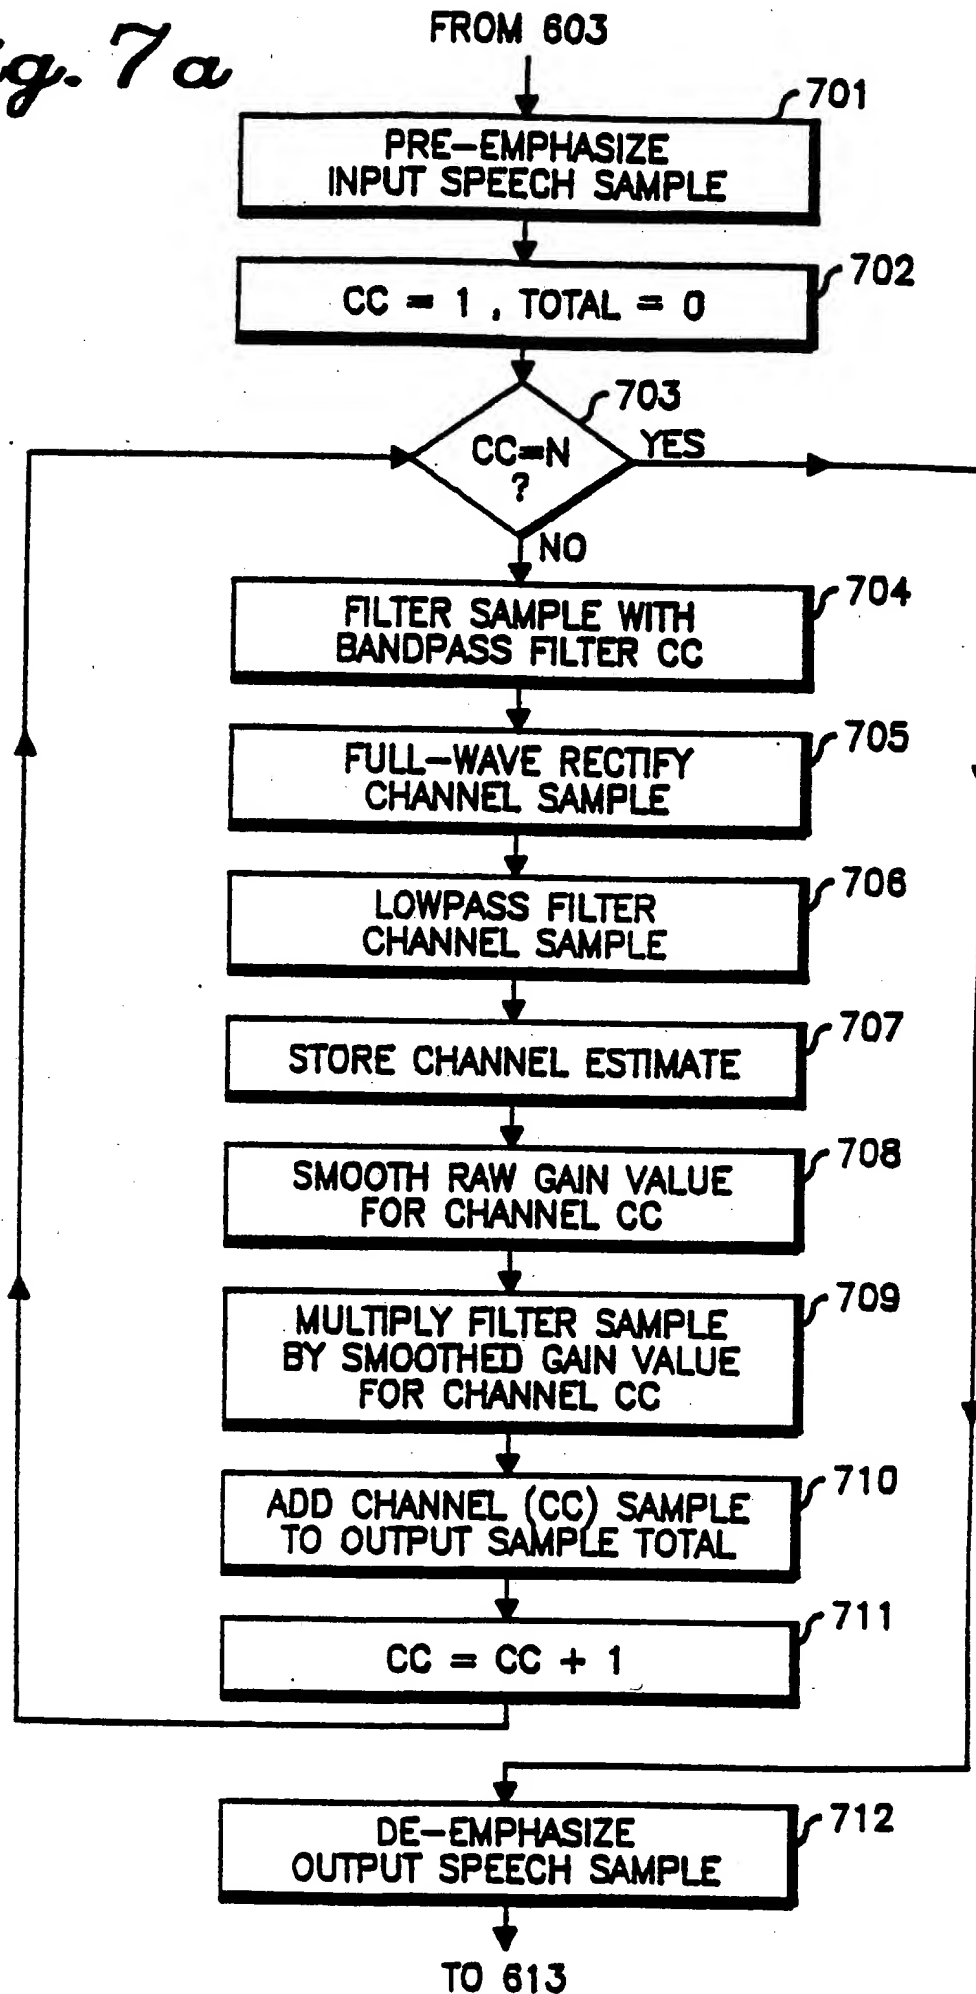 FROM 603
7a
701
PRE-EMPHASIZE
INPUT SPEECH SAMPLE
702
CC = 1 , TOTAL = 0
703
CC=N
?
YES
NO
704
FILTER SAMPLE WITH
BANDPASS FILTER CC
705
FULL-WAVE RECTIFY
CHANNEL SAMPLE
706
LOWPASS FILTER
CHANNEL SAMPLE
707
STORE CHANNEL ESTIMATE
708
SMOOTH RAW GAIN VALUE
FOR CHANNEL CC
709
MULTIPLY FILTER SAMPLE
BY SMOOTHED GAIN VALUE
FOR CHANNEL CC
710
ADD CHANNEL (CC) SAMPLE
TO OUTPUT SAMPLE TOTAL
711
CC = CC + 1
712
DE-EMPHASIZE
OUTPUT SPEECH SAMPLE
TO 613